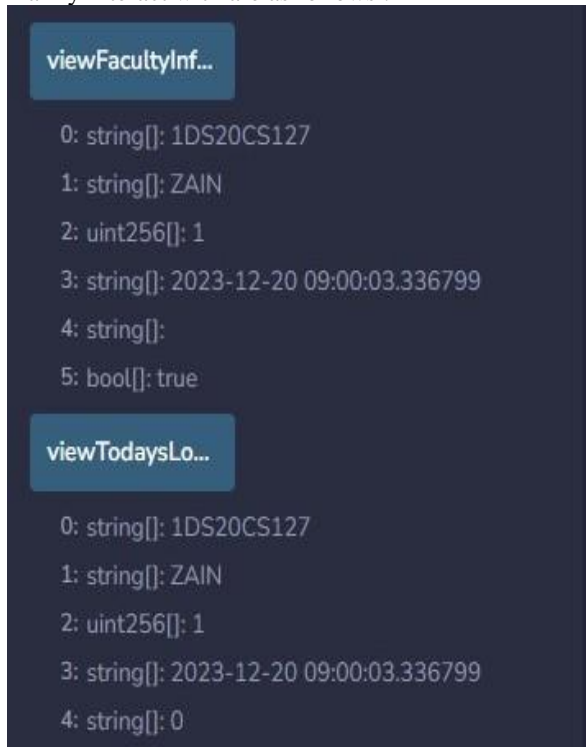 viewFacultyInf...
0: string[]: 1DS20CS127
1: string[]: ZAIN
2: uint256[]: 1
3: string[]: 2023-12-20 09:00:03.336799
4: string[]:
5: bool[]: true
viewTodaysLo...
0: string[]: 1DS20CS127
1: string[]: ZAIN
2: uint256[]: 1
3: string[]: 2023-12-20 09:00:03.336799
4: string[]: 0